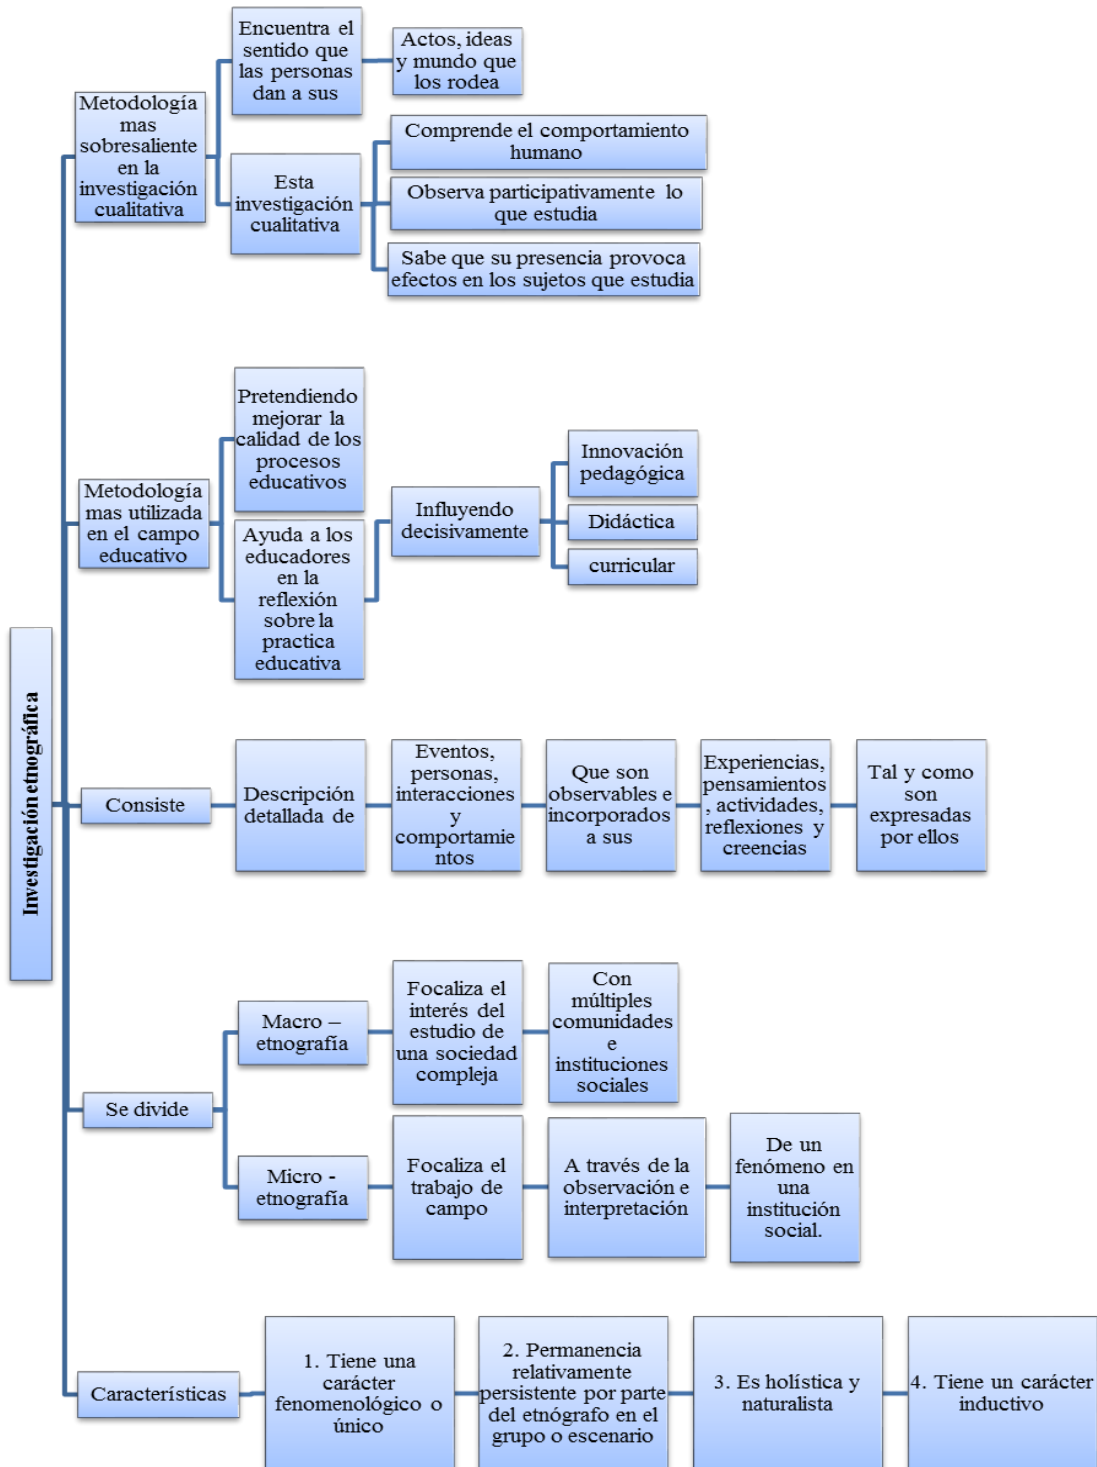 Investigación etnográfica
Metodología
mas
sobresaliente
en la
investigación
cualitativa
Encuentra el
sentido que
las personas
dan a sus
Actos, ideas
y mundo que
los rodea
Esta
investigación
cualitativa
Comprende el comportamiento
humano
Observa participativamente lo
que estudia
Sabe que su presencia provoca
efectos en los sujetos que estudia
Metodología
mas utilizada
en el campo
educativo
Pretendiendo
mejorar la
calidad de los
procesos
educativos
Ayuda a los
educadores
en la
reflexión
sobre la
practica
educativa
Influyendo
decisivamente
Innovación
pedagógica
Didáctica
curricular
Consiste
Descripción
detallada de
Eventos,
personas,
interacciones
y
comportamie
ntos
Que son
observables e
incorporados
a sus
Experiencias,
pensamientos
, actividades,
reflexiones y
creencias
Tal y como
son
expresadas
por ellos
Se divide
Macro –
etnografía
Focaliza el
interés del
estudio de
una sociedad
compleja
Con
múltiples
comunidades
e
instituciones
sociales
Micro -
etnografía
Focaliza el
trabajo de
campo
A través de la
observación e
interpretación
De un
fenómeno en
una
institución
social.
Características
1. Tiene una
carácter
fenomenológico o
único
2. Permanencia
relativamente
persistente por parte
del etnógrafo en el
grupo o escenario
3. Es holística y
naturalista
4. Tiene un carácter
inductivo